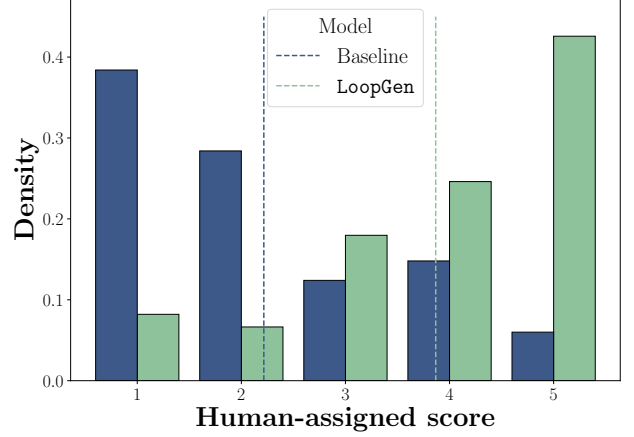 Model
Baseline
LoopGen
Density
0.4
0.3
0.2
0.1
0.0
1 2 3 4 5
Human-assigned score